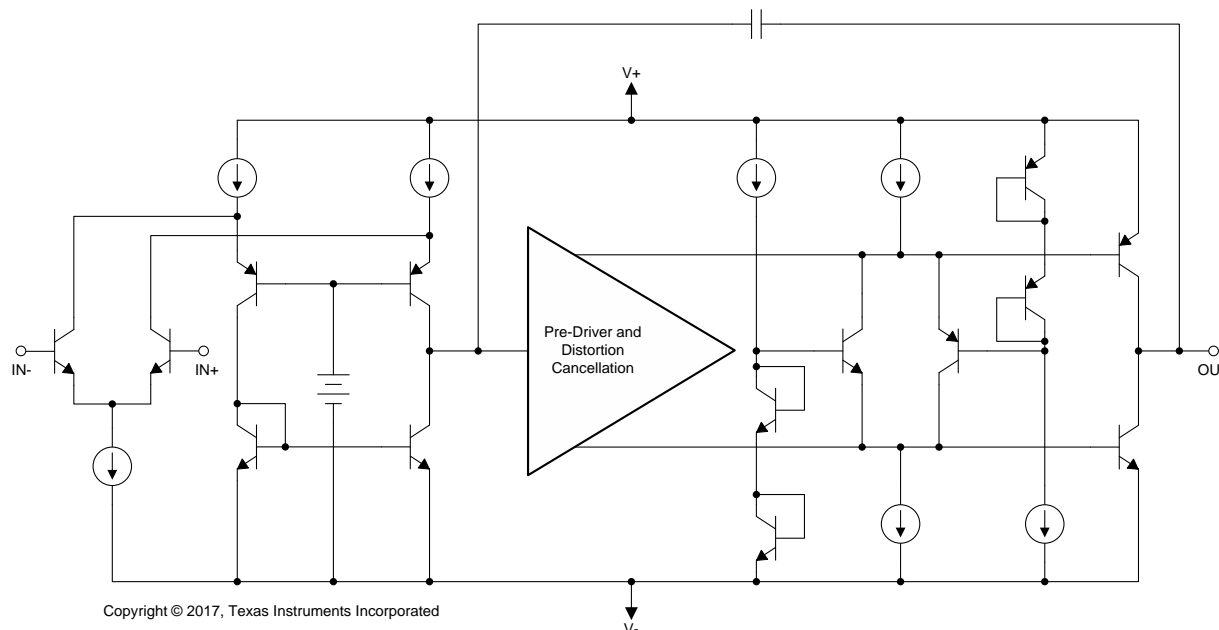 V+
Pre-Driver and
Distortion
Cancellation
IN-
IN+
OU
Copyright © 2017, Texas Instruments Incorporated
V-